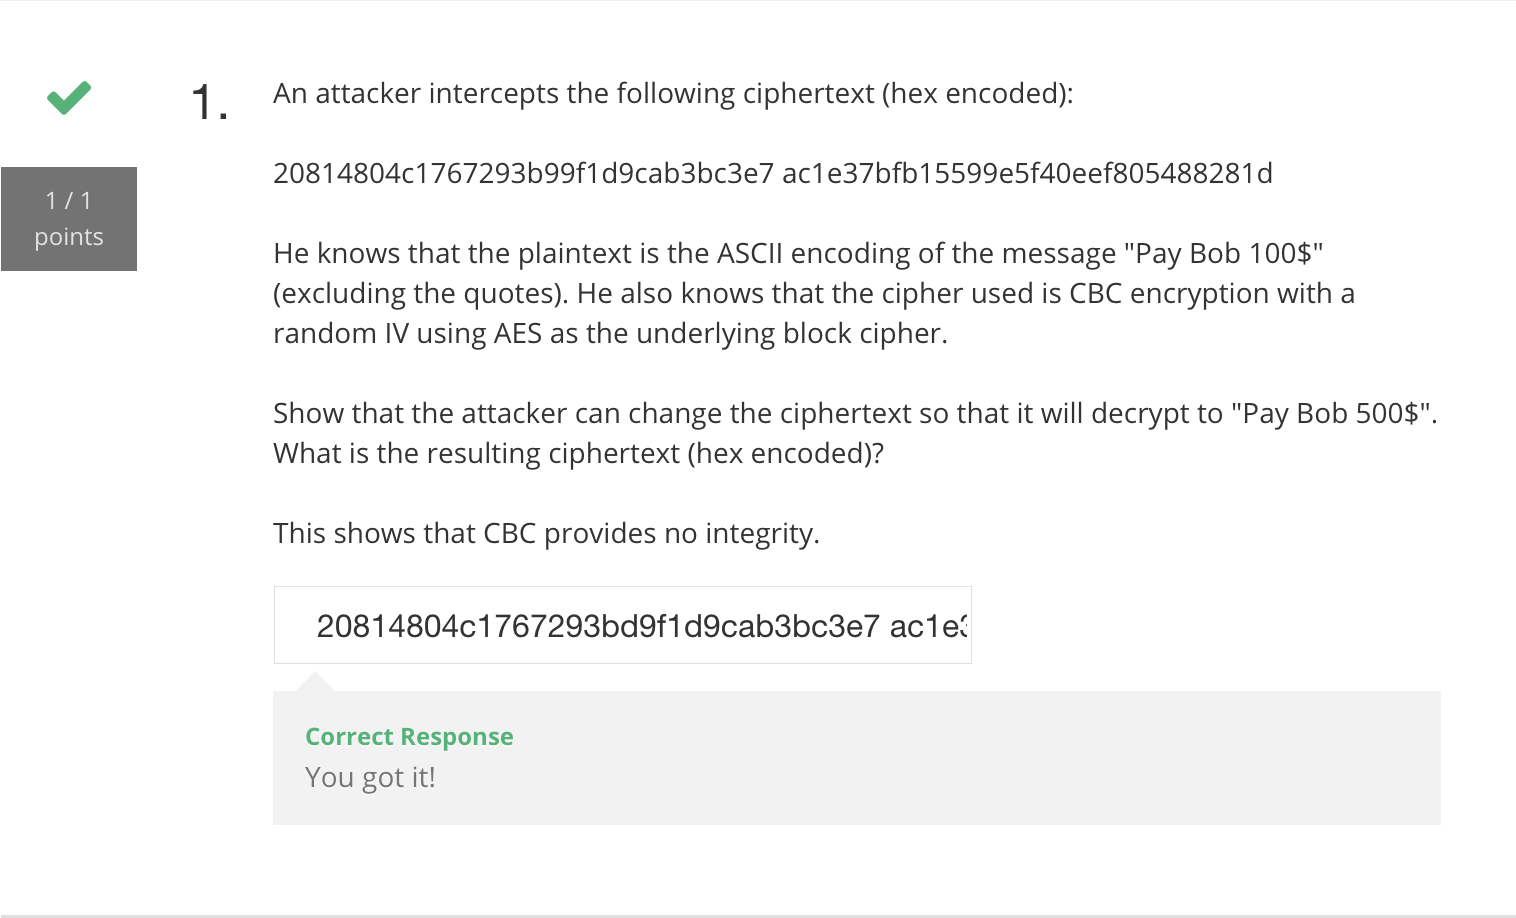 1.
An attacker intercepts the following ciphertext (hex encoded):
1 / 1
points
20814804c1767293b99f1d9cab3bc3e7 ac1e37bfb15599e5f40eef805488281d
He knows that the plaintext is the ASCII encoding of the message "Pay Bob 100$"
(excluding the quotes). He also knows that the cipher used is CBC encryption with a
random IV using AES as the underlying block cipher.
Show that the attacker can change the ciphertext so that it will decrypt to "Pay Bob 500$".
What is the resulting ciphertext (hex encoded)?
This shows that CBC provides no integrity.
20814804c1767293bd9f1d9cab3bc3e7 ac1e3
Correct Response
You got it!